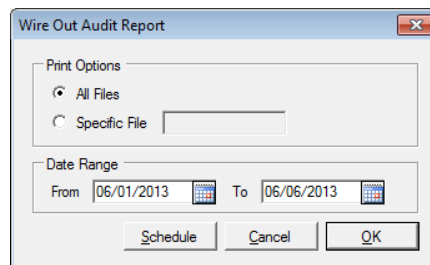 Wire Out Audit Report
Print Options
All Files
Specific File
Date Range
From 06/01/2013 To 06/06/2013
Schedule Cancel OK